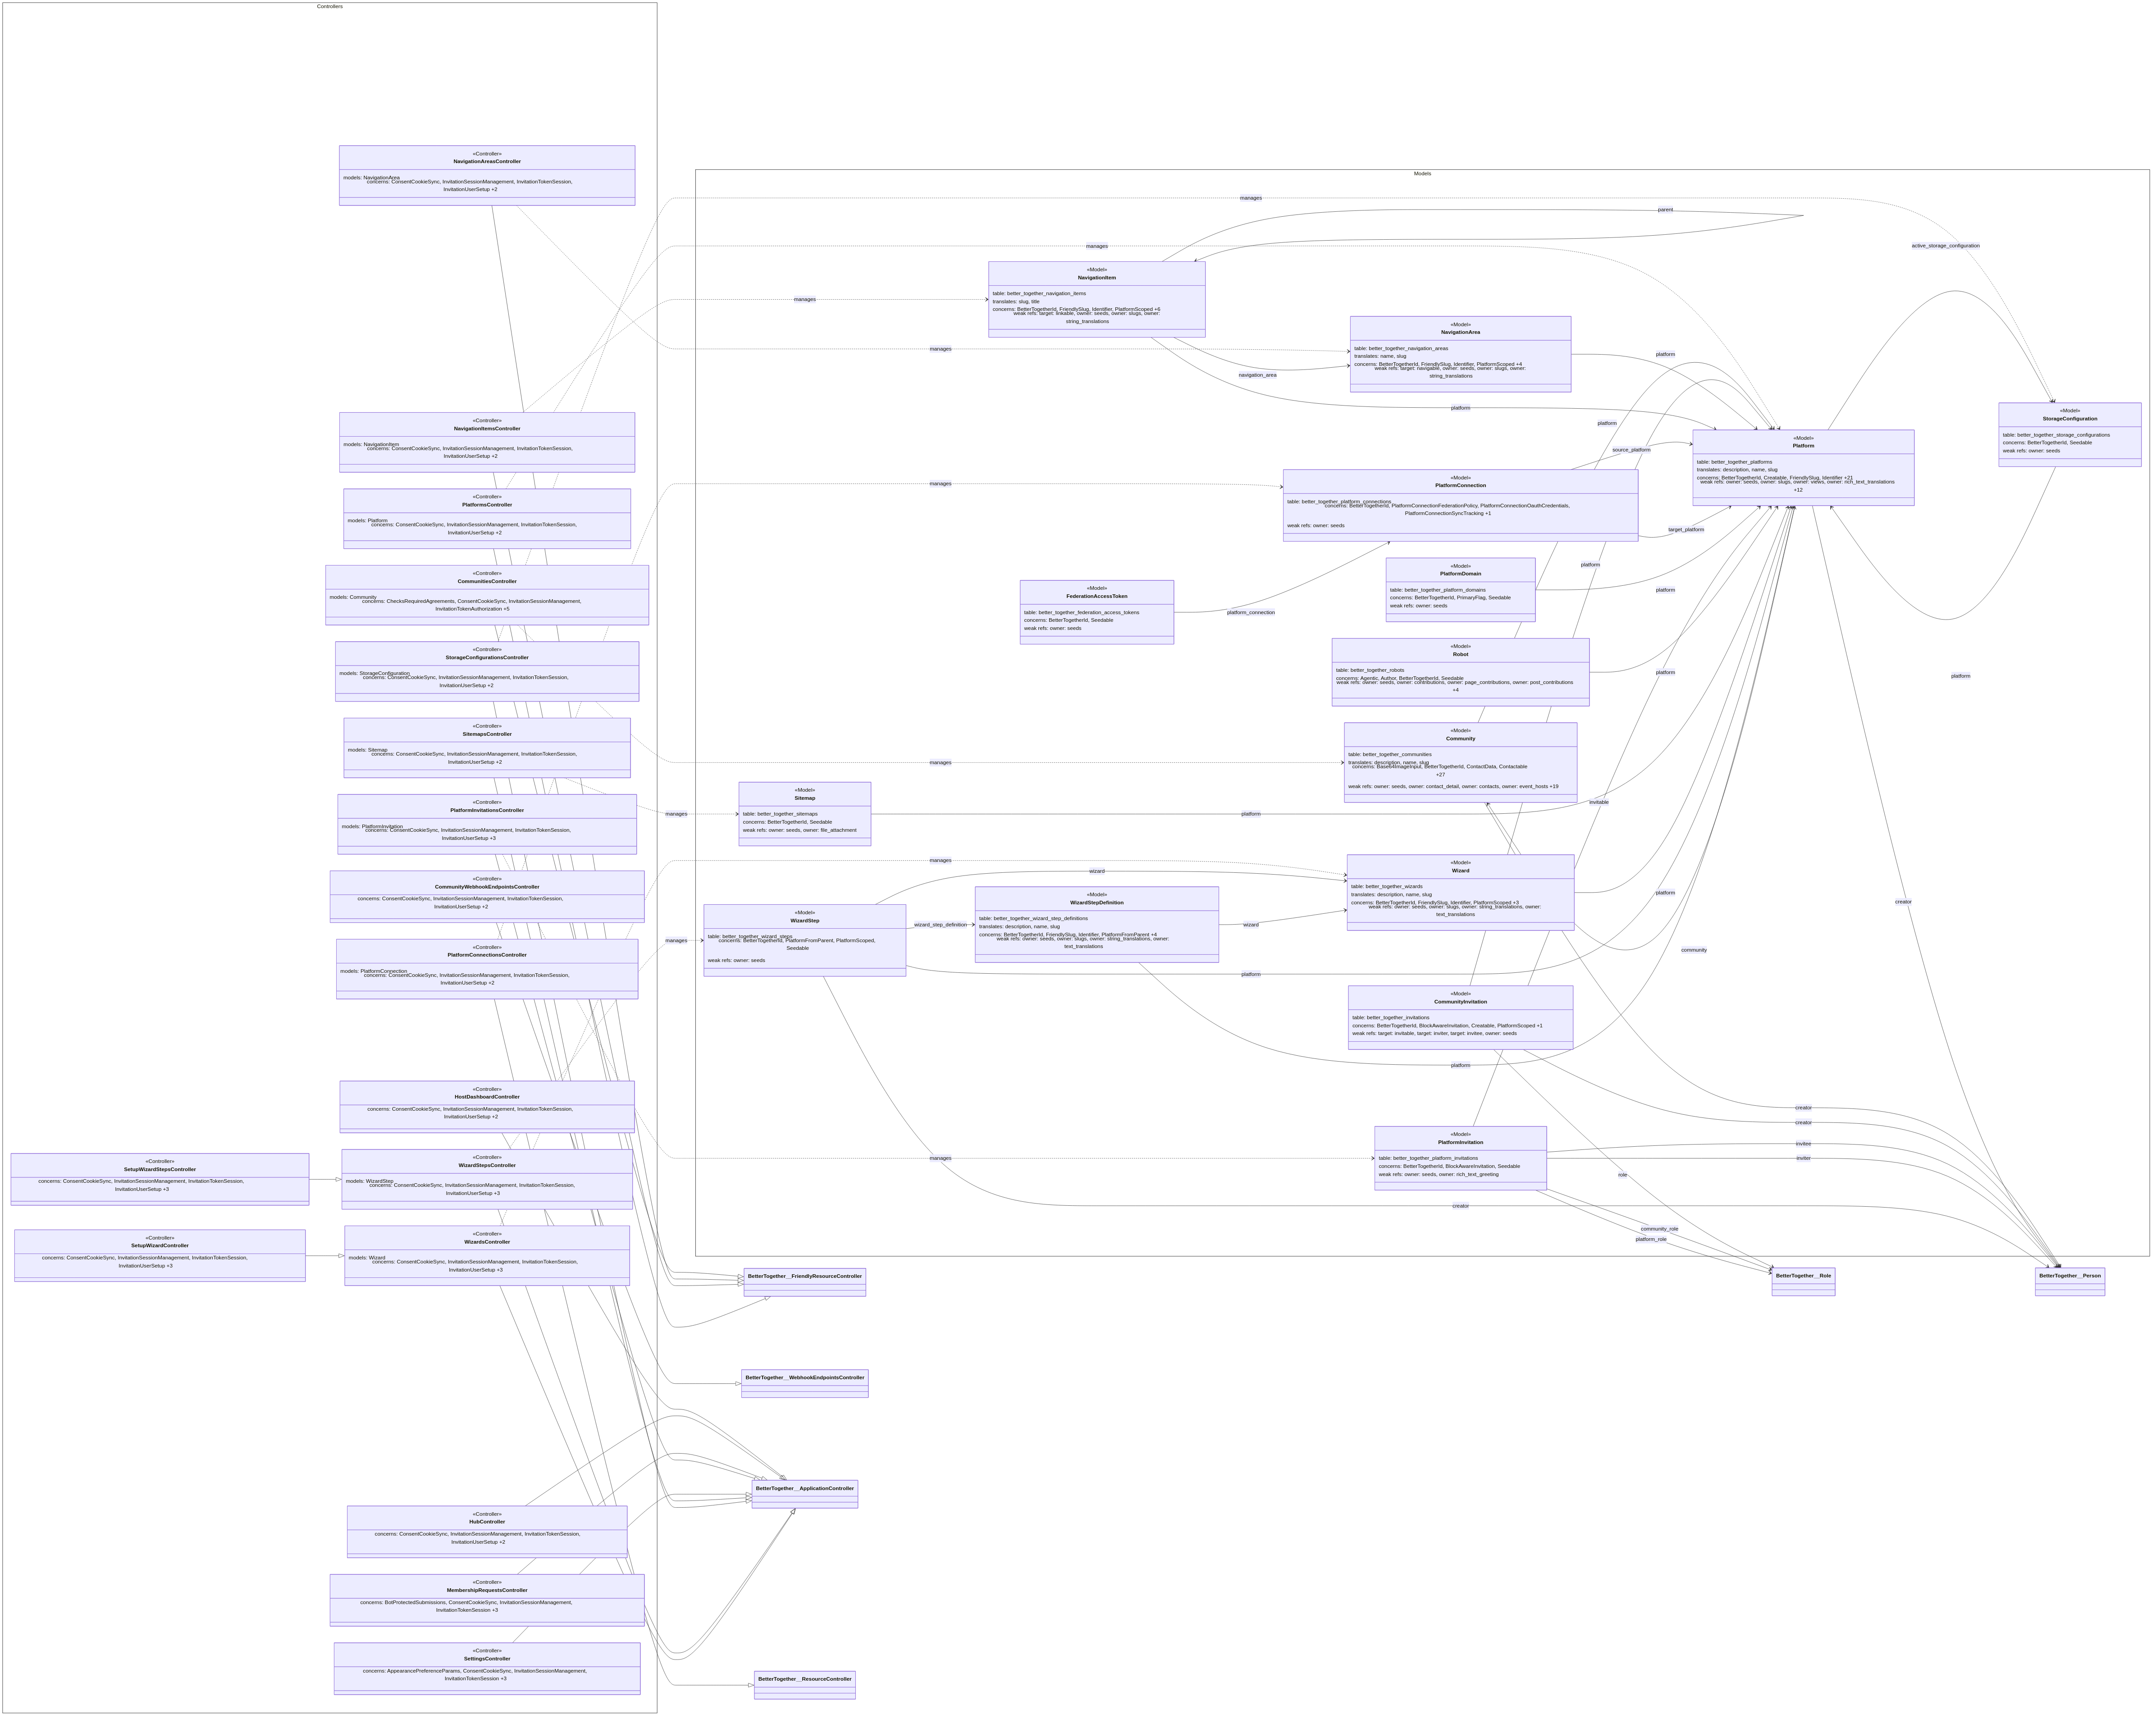 Controllers
«Controller»
NavigationAreasController
models: NavigationArea
concerns: ConsentCookieSync, InvitationSessionManagement, InvitationTokenSession,
InvitationUserSetup +2
«Controller»
NavigationItemsController
models: NavigationItem
concerns: ConsentCookieSync, InvitationSessionManagement, InvitationTokenSession,
InvitationUserSetup +2
«Controller»
PlatformsController
models: Platform
concerns: ConsentCookieSync, InvitationSessionManagement, InvitationTokenSession,
InvitationUserSetup +2
«Controller»
CommunitiesController
models: Community
concerns: ChecksRequiredAgreements, ConsentCookieSync, InvitationSessionManagement,
InvitationTokenAuthorization +5
«Controller»
StorageConfigurationsController
models: StorageConfiguration
concerns: ConsentCookieSync, InvitationSessionManagement, InvitationTokenSession,
InvitationUserSetup +2
«Controller»
SitemapsController
models: Sitemap
concerns: ConsentCookieSync, InvitationSessionManagement, InvitationTokenSession,
InvitationUserSetup +2
«Controller»
PlatformInvitationsController
models: PlatformInvitation
concerns: ConsentCookieSync, InvitationSessionManagement, InvitationTokenSession,
InvitationUserSetup +3
«Controller»
CommunityWebhookEndpointsController
concerns: ConsentCookieSync, InvitationSessionManagement, InvitationTokenSession,
InvitationUserSetup +2
«Controller»
PlatformConnectionsController
models: PlatformConnection
concerns: ConsentCookieSync, InvitationSessionManagement, InvitationTokenSession,
InvitationUserSetup +2
«Controller»
HostDashboardController
concerns: ConsentCookieSync, InvitationSessionManagement, InvitationTokenSession,
InvitationUserSetup +2
«Controller»
SetupWizardStepsController
concerns: ConsentCookieSync, InvitationSessionManagement, InvitationTokenSession,
InvitationUserSetup +3
«Controller»
WizardStepsController
models: WizardStep
concerns: ConsentCookieSync, InvitationSessionManagement, InvitationTokenSession,
InvitationUserSetup +3
«Controller»
SetupWizardController
concerns: ConsentCookieSync, InvitationSessionManagement, InvitationTokenSession,
InvitationUserSetup +3
«Controller»
WizardsController
models: Wizard
concerns: ConsentCookieSync, InvitationSessionManagement, InvitationTokenSession,
InvitationUserSetup +3
«Controller»
HubController
concerns: ConsentCookieSync, InvitationSessionManagement, InvitationTokenSession,
InvitationUserSetup +2
«Controller»
MembershipRequestsController
concerns: BotProtectedSubmissions, ConsentCookieSync, InvitationSessionManagement,
InvitationTokenSession +3
«Controller»
SettingsController
concerns: AppearancePreferenceParams, ConsentCookieSync, InvitationSessionManagement,
InvitationTokenSession +3
Models
manages
parent
manages
active_storage_configuration
manages
manages
«Model»
NavigationItem
table: better_together_navigation_items
translates: slug, title
concerns: BetterTogetherId, FriendlySlug, Identifier, PlatformScoped +6
weak refs: target: linkable, owner: seeds, owner: slugs, owner:
string_translations
«Model»
NavigationArea
table: better_together_navigation_areas
translates: name, slug
concerns: BetterTogetherId, FriendlySlug, Identifier, PlatformScoped +4
weak refs: target: navigable, owner: seeds, owner: slugs, owner:
string_translations
navigation_area
platform
platform
platform
source_platform
«Model»
StorageConfiguration
table: better_together_storage_configurations
concerns: BetterTogetherId, Seedable
weak refs: owner: seeds
«Model»
Platform
table: better_together_platforms
translates: description, name, slug
concerns: BetterTogetherId, Creatable, FriendlySlug, Identifier +21
weak refs: owner: seeds, owner: slugs, owner: views, owner: rich_text_translations
+12
manages
«Model»
PlatformConnection
table: better_together_platform_connections
concerns: BetterTogetherId, PlatformConnectionFederationPolicy, PlatformConnectionOauthCredentials,
PlatformConnectionSyncTracking +1
weak refs: owner: seeds
target_platform
platform
«Model»
PlatformDomain
table: better_together_platform_domains
concerns: BetterTogetherId, PrimaryFlag, Seedable
weak refs: owner: seeds
platform
«Model»
FederationAccessToken
table: better_together_federation_access_tokens
concerns: BetterTogetherId, Seedable
weak refs: owner: seeds
platform_connection
«Model»
Robot
table: better_together_robots
concerns: Agentic, Author, BetterTogetherId, Seedable
weak refs: owner: seeds, owner: contributions, owner: page_contributions, owner: post_contributions
+4
platform
platform
«Model»
Community
table: better_together_communities
translates: description, name, slug
concerns: Base64ImageInput, BetterTogetherId, ContactData, Contactable
+27
weak refs: owner: seeds, owner: contact_detail, owner: contacts, owner: event_hosts +19
manages
invitable
«Model»
Sitemap
table: better_together_sitemaps
concerns: BetterTogetherId, Seedable
weak refs: owner: seeds, owner: file_attachment
manages
platform
manages
wizard
«Model»
Wizard
table: better_together_wizards
translates: description, name, slug
concerns: BetterTogetherId, FriendlySlug, Identifier, PlatformScoped +3
weak refs: owner: seeds, owner: slugs, owner: string_translations, owner:
text_translations
platform
creator
«Model»
WizardStepDefinition
table: better_together_wizard_step_definitions
translates: description, name, slug
concerns: BetterTogetherId, FriendlySlug, Identifier, PlatformFromParent +4
weak refs: owner: seeds, owner: slugs, owner: string_translations, owner:
text_translations
wizard
«Model»
WizardStep
table: better_together_wizard_steps
concerns: BetterTogetherId, PlatformFromParent, PlatformScoped,
Seedable
weak refs: owner: seeds
wizard_step_definition
manages
community
platform
«Model»
CommunityInvitation
table: better_together_invitations
concerns: BetterTogetherId, BlockAwareInvitation, Creatable, PlatformScoped +1
weak refs: target: invitable, target: inviter, target: invitee, owner: seeds
platform
creator
creator
«Model»
PlatformInvitation
table: better_together_platform_invitations
concerns: BetterTogetherId, BlockAwareInvitation, Seedable
weak refs: owner: seeds, owner: rich_text_greeting
manages
invitee
inviter
role
creator
community_role
platform_role
BetterTogether__FriendlyResourceController
BetterTogether__Role
BetterTogether__Person
BetterTogether__WebhookEndpointsController
BetterTogether__ApplicationController
BetterTogether__ResourceController